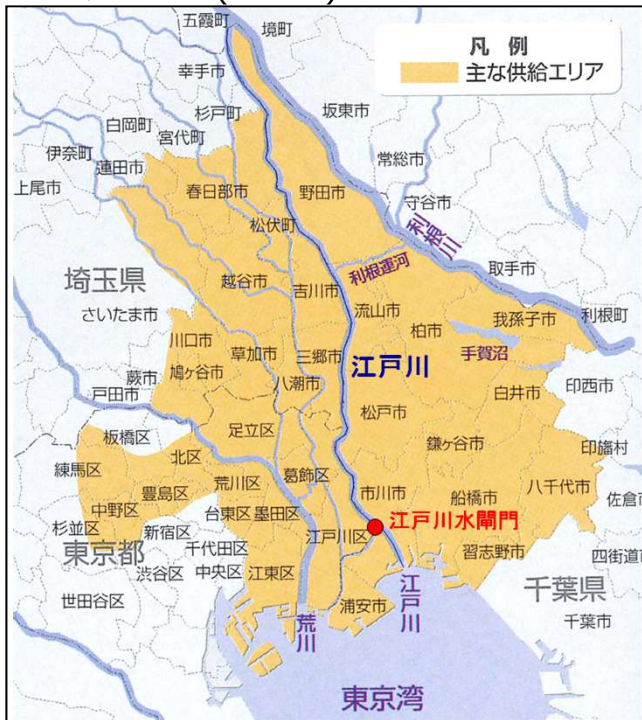 五霞町
境町
凡 例
主な供給エリア
幸手市
杉戸町
坂東市
白岡町
宮代町
伊奈町
蓮田市
常総市
上尾市
春日部市
野田市
守谷市
松伏町
利根川
埼玉県
越谷市
吉川市
利根運河
取手市
さいたま市
流山市
我孫子市
利根町
川口市
柏市
草加市
三郷市
江戸川
手賀沼
蕨市
鳩ヶ谷市
八潮市
戸田市
白井市
印西市
松戸市
板橋区
足立区
鎌ヶ谷市
北区
印旛村
練馬区
荒川区
葛飾区
豊島区
市川市
船橋市
八千代市
中野区
台東区
墨田区
佐倉市
杉並区
新宿区
江戸川区
江戸川水閘門
東京都
千代田区
習志野市
四街道市
渋谷区
中央区
江東区
江戸川
千葉県
世田谷区
浦安市
荒川
千葉市
東京湾